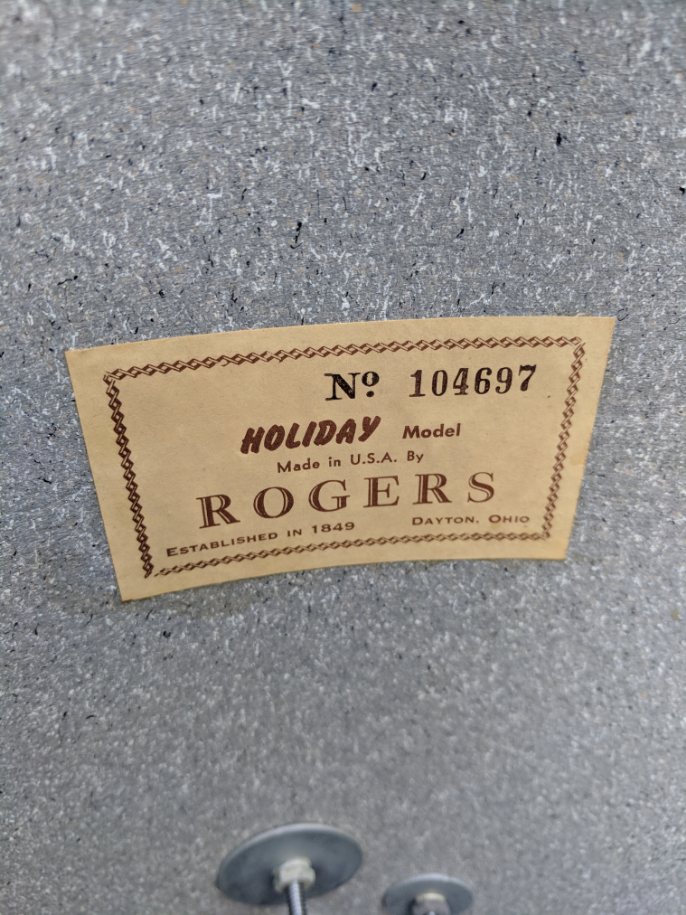 Nº 104697
HOLIDAY Model
Made in U.S.A. By
ROGERS
ESTABLISHED IN 1849 DAYTON, OHIO